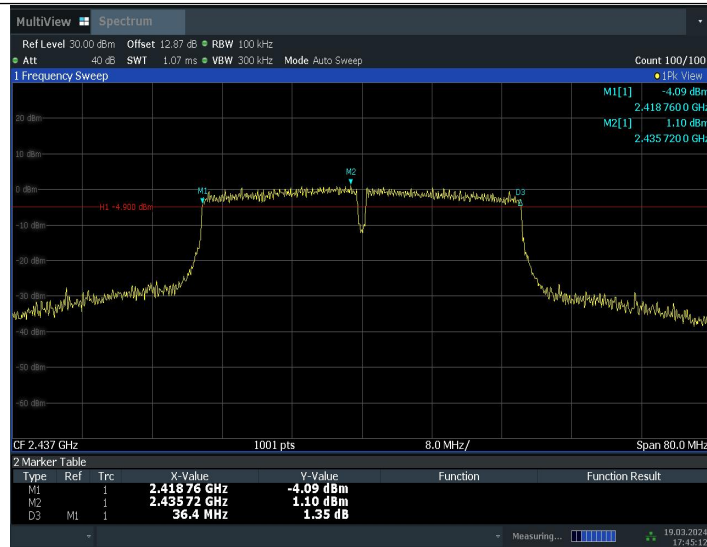 MultiView Spectrum
Ref Level 30.00 dBm Offset 12.87 dB RBW 100 kHz
Att 40 dB SWT 1.07 ms VBW 300 kHz Mode Auto Sweep Count 100/100
1 Frequency Sweep 1Pk View
M1[1] -4.09 dBm
2.418 760 0 GHz
M2[1] 1.10 dBm
2.435 720 0 GHz
20 dBm
10 dBm
M2
0 dBm
M1 D3
H1 -4.900 dBm
-10 dBm
-20 dBm
-30 dBm
-40 dBm
-50 dBm
-60 dBm
CF 2.437 GHz 1001 pts 8.0 MHz/ Span 80.0 MHz
2 Marker Table
Type Ref Trc X-Value Y-Value Function Function Result
M1 1 2.418 76 GHz -4.09 dBm
M2 1 2.435 72 GHz 1.10 dBm
D3 M1 1 36.4 MHz 1.35 dB
Measuring... 19.03.2024
17:45:12